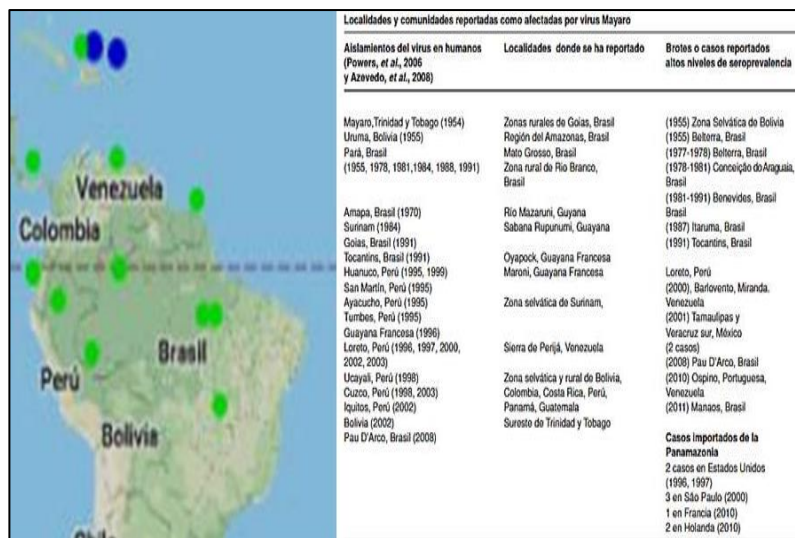 Venezuela
Colombia
Brasil
Perú
Bolivia
Localidades y comunidades reportadas como afectadas por virus Mayaro
Aislamientos del virus en humanos
(Powers, et al., 2006
y Azevedo, et al., 2008)
Mayaro,Trinidad y Tobago (1954)
Uruma, Bolivia (1955)
Pará, Brasil
(1955, 1978, 1981,1984, 1988, 1991)
Amapa, Brasil (1970)
Surinam (1984)
Goias, Brasil (1991)
Tocantins, Brasil (1991)
Huanuco, Perú (1995, 1999)
San Martín, Perú (1995)
Ayacucho, Perú (1995)
Tumbes, Perú (1995)
Guayana Francesa (1996)
Loreto, Perú (1996, 1997, 2000,
2002, 2003)
Ucayali, Perú (1998)
Cuzco, Perú (1998, 2003)
Iquitos, Perú (2002)
Bolivia (2002)
Pau D'Arco, Brasil (2008)
Localidades donde se ha reportado
Zonas rurales de Goias, Brasil
Región del Amazonas, Brasil
Mato Grosso, Brasil
Zona rural de Río Branco,
Brasil
Río Mazaruni, Guyana
Sabana Rupunumi, Guayana
Oyapock, Guayana Francesa
Maroni, Guayana Francesa
Zona selvática de Surinam,
Sierra de Perijá, Venezuela
Zona selvática y rural de Bolivia,
Colombia, Costa Rica, Perú,
Panamá, Guatemala
Sureste de Trinidad y Tobago
Brotes o casos reportados
altos niveles de seroprevalencia
(1955) Zona Selvática de Bolivia
(1955) Belterra, Brasil
(1977-1978) Belterra, Brasil
(1978-1981) Conceição do Araguaia,
Brasil
(1981-1991) Benevides, Brasil
Brasil
(1987) Itaruma, Brasil
(1991) Tocantins, Brasil
Loreto, Perú
(2000), Barlovento, Miranda.
Venezuela
(2001) Tamaulipas y
Veracruz sur, México
(2 casos)
(2008) Pau D'Arco, Brasil
(2010) Ospino, Portuguesa,
Venezuela
(2011) Manaos, Brasil
Casos importados de la
Panamazonia
2 casos en Estados Unidos
(1996, 1997)
3 en São Paulo (2000)
1 en Francia (2010)
2 en Holanda (2010)